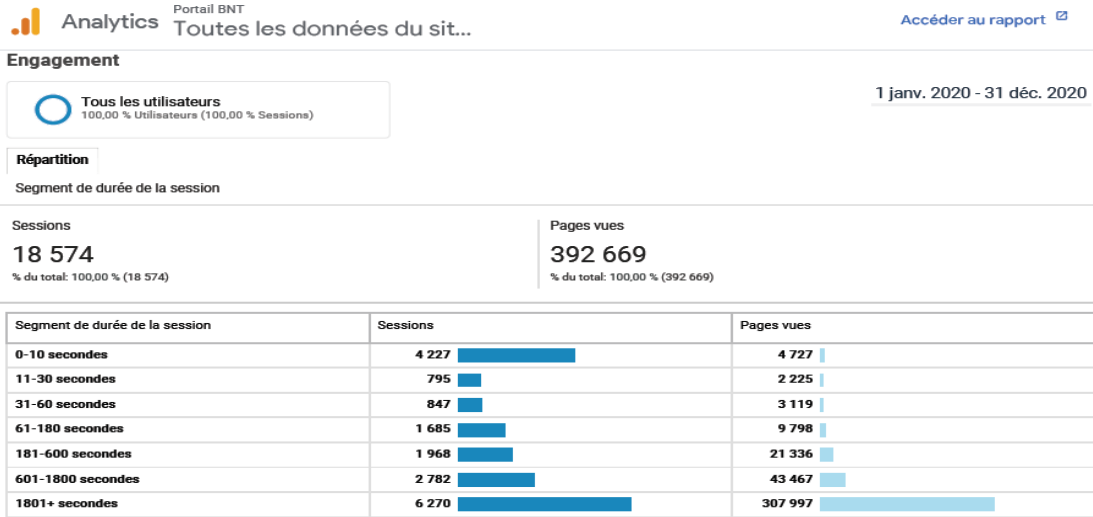 Analytics
Portail BNT
Toutes les données du sit...
Accéder au rapport
Engagement
Tous les utilisateurs
100,00 % Utilisateurs (100,00 % Sessions)
1 janv. 2020 - 31 déc. 2020
Répartition
Segment de durée de la session
Sessions
18 574
% du total: 100,00 % (18 574)
Pages vues
392 669
% du total: 100,00 % (392 669)
Segment de durée de la session Sessions Pages vues
0-10 secondes 4 227 4 727
11-30 secondes 795 2 225
31-60 secondes 847 3 119
61-180 secondes 1 685 9 798
181-600 secondes 1 968 21 336
601-1800 secondes 2 782 43 467
1801+ secondes 6 270 307 997